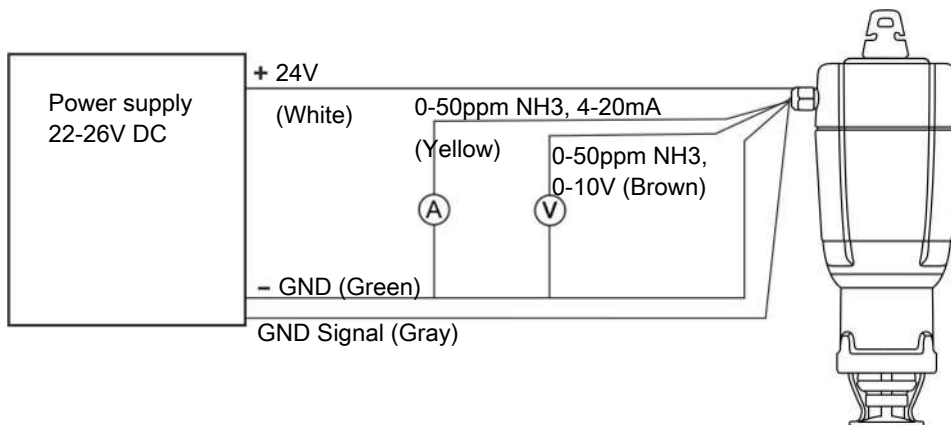 Power supply
22-26V DC
+ 24V
(White)
0-50ppm NH3, 4-20mA
(Yellow)
0-50ppm NH3,
0-10V (Brown)
A
V
- GND (Green)
GND Signal (Gray)